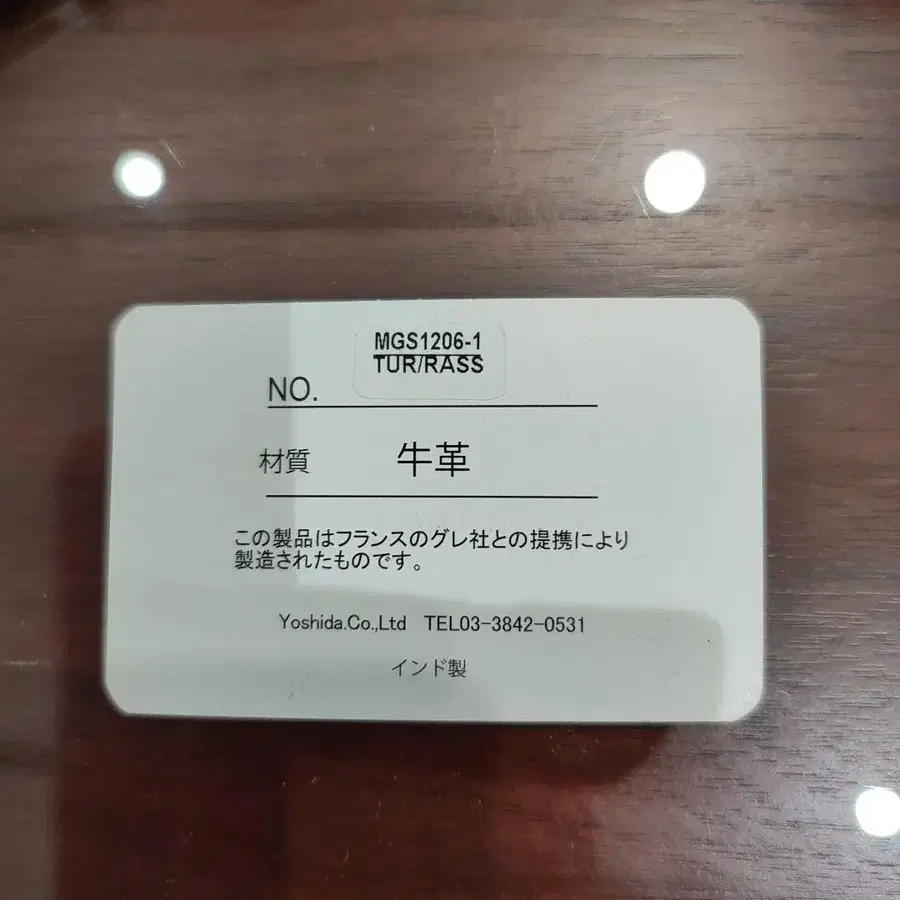 MGS1206-1
TUR/RASS
NO.
材質 牛革
この製品はフランスのグレ社との提携により
製造されたものです。
Yoshida.Co.,Ltd TEL03-3842-0531
インド製